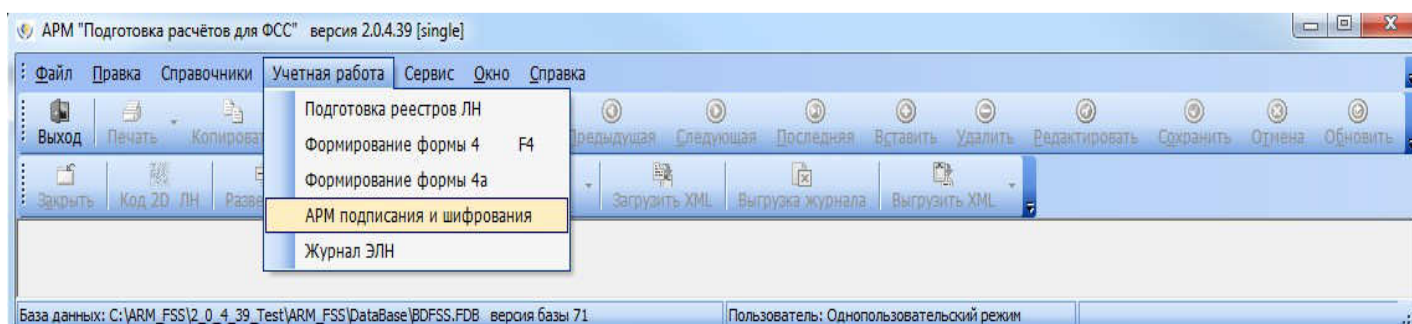 АРМ "Подготовка расчётов для ФСС" версия 2.0.4.39 [single]
Файл Правка Справочники Учетная работа Сервис Окно Справка
Подготовка реестров ЛН
Формирование формы 4 F4
Формирование формы 4а
АРМ подписания и шифрования
Журнал ЭЛН
Выход Печать Предыдущая Следующая Последняя Вставить Удалить Редактировать Сохранить Отмена Обновить
Закрыть Код 2D ЛН Загрузить XML Выгрузка журнала Выгрузить XML
База данных: C:\ARM_FSS\2_0_4_39_Test\ARM_FSS\DataBase\BDFSS.FDB версия базы 71 Пользователь: Однопользовательский режим